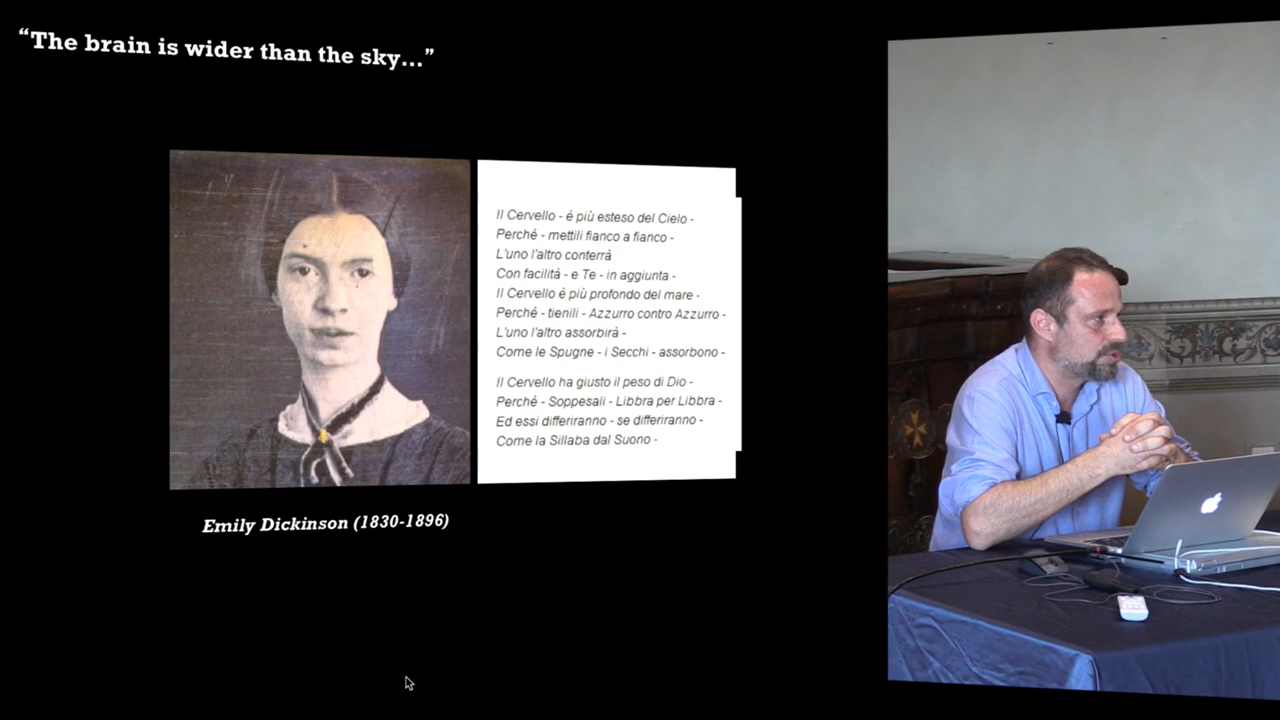 “The brain is wider than the sky...”
Il Cervello - è più esteso del Cielo -
Perché - mettili fianco a fianco -
L'uno l'altro conterrà
Con facilità - e Te - in aggiunta -
Il Cervello è più profondo del mare -
Perché - tienili - Azzurro contro Azzurro -
L'uno l'altro assorbirà -
Come le Spugne - i Secchi - assorbono -
Il Cervello ha giusto il peso di Dio -
Perché - Soppesali - Libbra per Libbra -
Ed essi differiranno - se differiranno -
Come la Sillaba dal Suono -
Emily Dickinson (1830-1896)